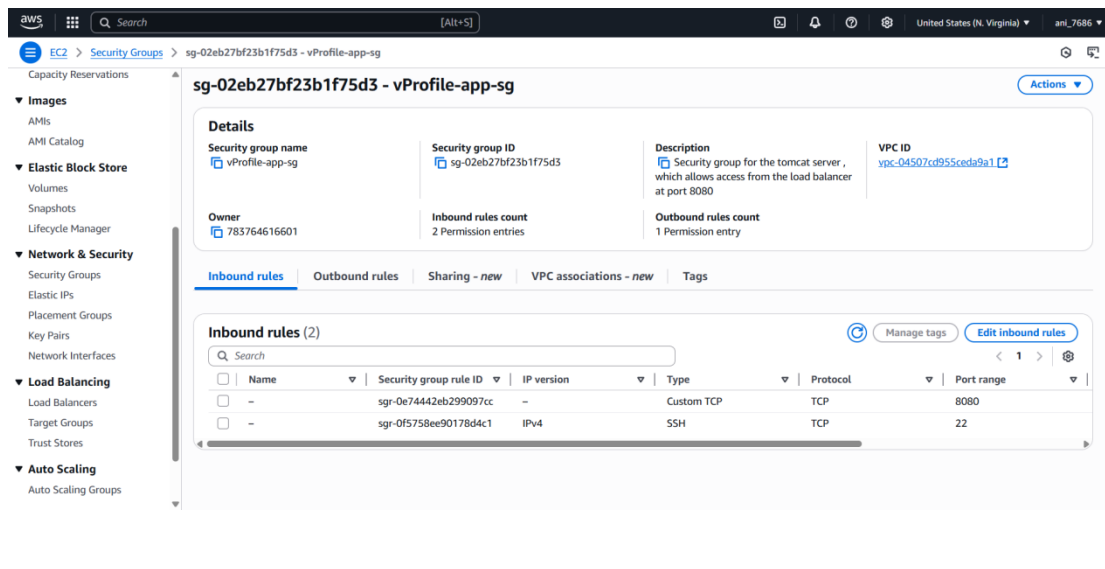 aws
Search [Alt+S]
United States (N. Virginia) ani_7686
EC2 > Security Groups > sg-02eb27bf23b1f75d3 - vProfile-app-sg
Capacity Reservations
Images
AMIs
AMI Catalog
Elastic Block Store
Volumes
Snapshots
Lifecycle Manager
Network & Security
Security Groups
Elastic IPs
Placement Groups
Key Pairs
Network Interfaces
Load Balancing
Load Balancers
Target Groups
Trust Stores
Auto Scaling
Auto Scaling Groups
sg-02eb27bf23b1f75d3 - vProfile-app-sg
Actions
Details
Security group name
vProfile-app-sg
Security group ID
sg-02eb27bf23b1f75d3
Description
Security group for the tomcat server ,
which allows access from the load balancer
at port 8080
VPC ID
vpc-04507cd955ceda9a1
Owner
783764616601
Inbound rules count
2 Permission entries
Outbound rules count
1 Permission entry
Inbound rules Outbound rules Sharing - new VPC associations - new Tags
Inbound rules (2)
Manage tags Edit inbound rules
Search
< 1 >
Name Security group rule ID IP version Type Protocol Port range
– sgr-0e74442eb299097cc – Custom TCP TCP 8080
– sgr-0f5758ee90178d4c1 IPv4 SSH TCP 22